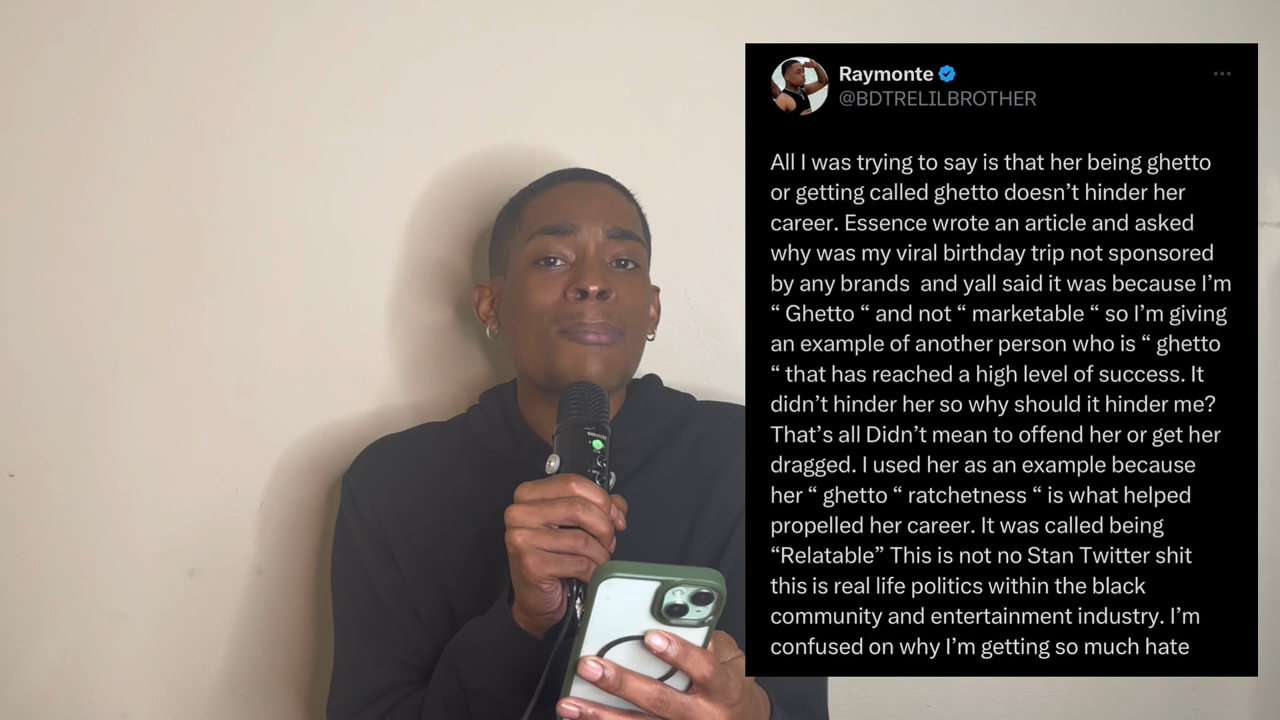 Raymonte
@BDTRELILBROTHER
All I was trying to say is that her being ghetto
or getting called ghetto doesn’t hinder her
career. Essence wrote an article and asked
why was my viral birthday trip not sponsored
by any brands  and yall said it was because I’m
“ Ghetto “ and not “ marketable “ so I’m giving
an example of another person who is “ ghetto
“ that has reached a high level of success. It
didn’t hinder her so why should it hinder me?
That’s all Didn’t mean to offend her or get her
dragged. I used her as an example because
her “ ghetto “ ratchetness “ is what helped
propelled her career. It was called being
“Relatable” This is not no Stan Twitter shit
this is real life politics within the black
community and entertainment industry. I’m
confused on why I’m getting so much hate